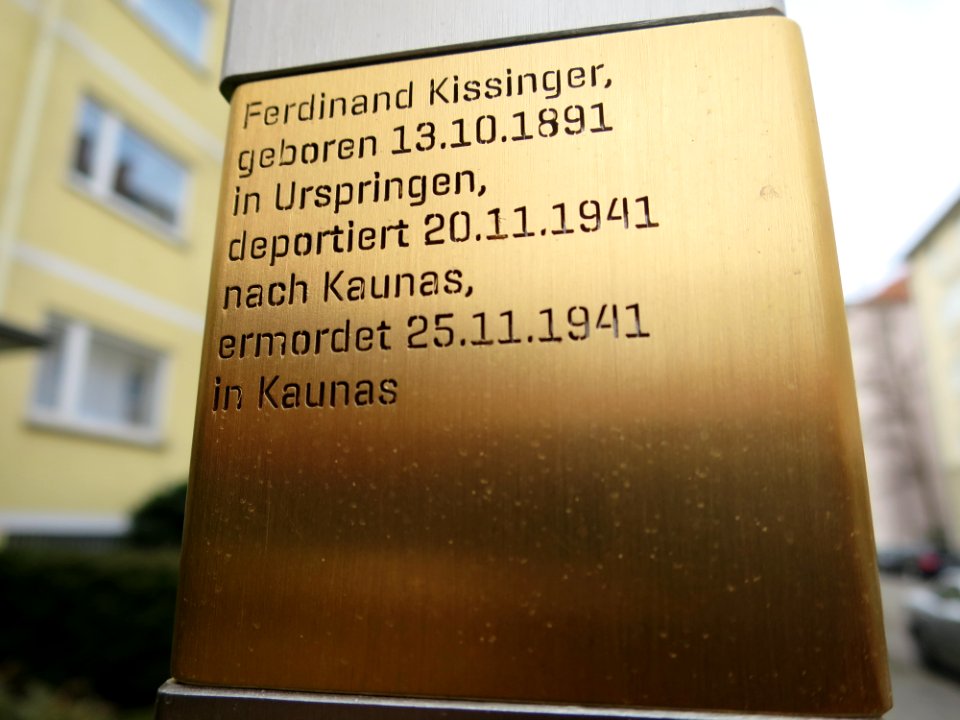 Ferdinand Kissinger,
geboren 13.10.1891
in Urspringen,
deportiert 20.11.1941
nach Kaunas,
ermordet 25.11.1941
in Kaunas